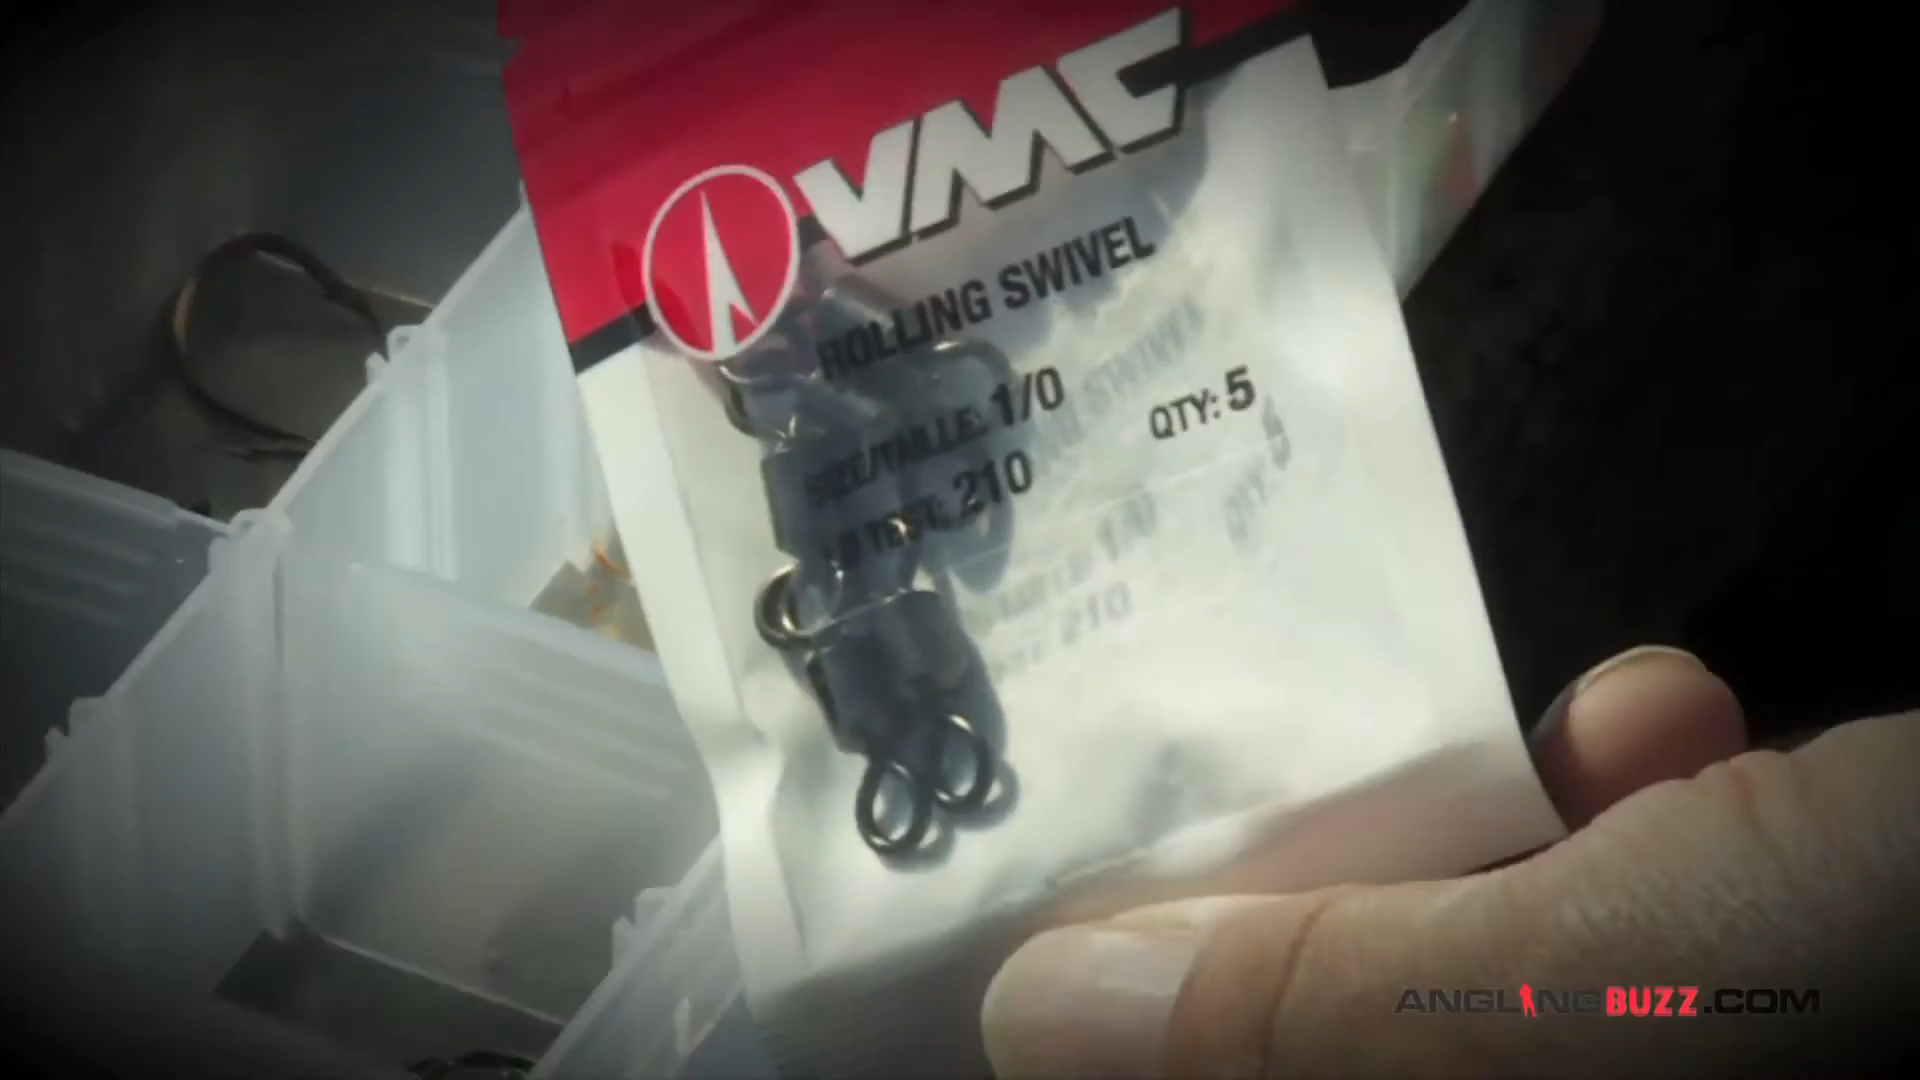 VMC
ROLLING SWIVEL
SIZE/TAILLE: 1/0
QTY: 5
LB TEST: 210
ANGLINGBUZZ.COM